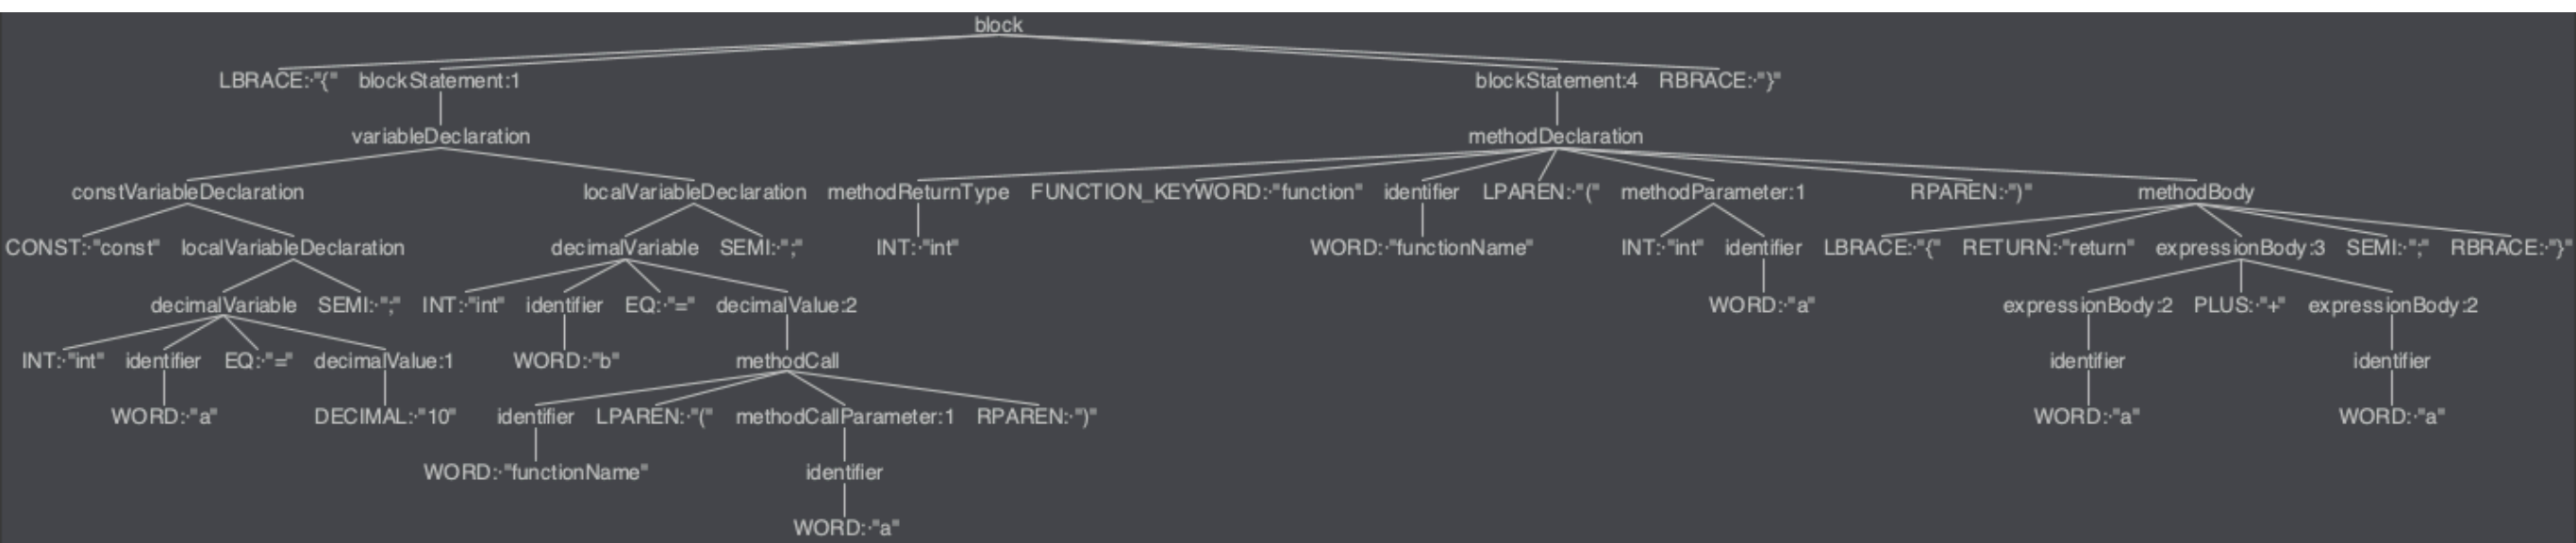 block
LBRACE:·"{" blockStatement:1 blockStatement:4 RBRACE:·"}"
variableDeclaration methodDeclaration
constVariableDeclaration localVariableDeclaration methodReturnType FUNCTION_KEYWORD:·"function" identifier LPAREN:·"(" methodParameter:1 RPAREN:·")" methodBody
CONST:·"const" localVariableDeclaration decimalVariable SEMI:·";" INT:·"int" WORD:·"functionName" INT:·"int" identifier LBRACE:·"{" RETURN:·"return" expressionBody:3 SEMI:·";" RBRACE:·"}"
decimalVariable SEMI:·";" INT:·"int" identifier EQ:·"=" decimalValue:2 WORD:·"a" expressionBody:2 PLUS:·"+" expressionBody:2
INT:·"int" identifier EQ:·"=" decimalValue:1 WORD:·"b" methodCall identifier identifier
WORD:·"a" DECIMAL:·"10" identifier LPAREN:·"(" methodCallParameter:1 RPAREN:·")" WORD:·"a" WORD:·"a"
WORD:·"functionName" identifier
WORD:·"a"